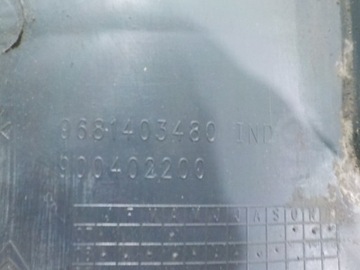 9681403480 IND
900402200
J F M A M J J A S O N D